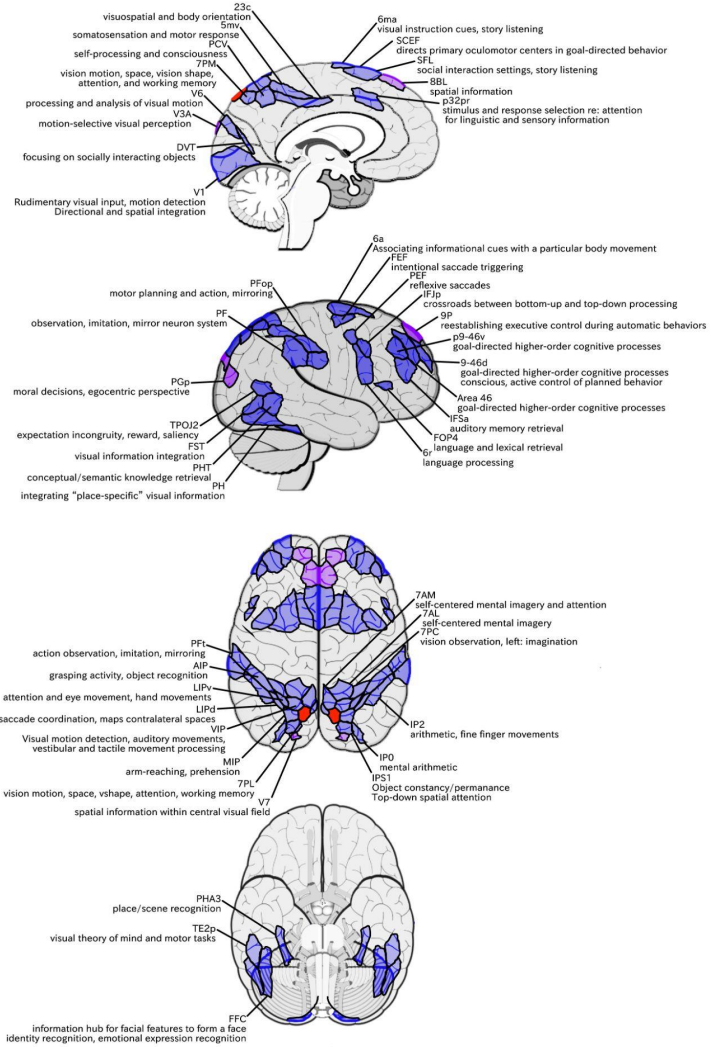 23c
visuospatial and body orientation
5mv
somatosensation and motor response
PCV
self-processing and consciousness
7PM
vision motion, space, vision shape,
attention, and working memory
V6
processing and analysis of visual motion
V3A
motion-selective visual perception
DVT
focusing on socially interacting objects
V1
Rudimentary visual input, motion detection
Directional and spatial integration
6ma
visual instruction cues, story listening
SCEF
directs primary oculomotor centers in goal-directed behavior
SFL
social interaction settings, story listening
8BL
spatial information
p32pr
stimulus and response selection re: attention
for linguistic and sensory information
PFop
motor planning and action, mirroring
PF
observation, imitation, mirror neuron system
PGp
moral decisions, egocentric perspective
TPOJ2
expectation incongruity, reward, saliency
FST
visual information integration
PHT
conceptual/semantic knowledge retrieval
PH
integrating "place-specific" visual information
6a
Associating informational cues with a particular body movement
FEF
intentional saccade triggering
PEF
reflexive saccades
IFJp
crossroads between bottom-up and top-down processing
9P
reestablishing executive control during automatic behaviors
p9-46v
goal-directed higher-order cognitive processes
9-46d
goal-directed higher-order cognitive processes
conscious, active control of planned behavior
Area 46
goal-directed higher-order cognitive processes
IFSa
auditory memory retrieval
FOP4
language and lexical retrieval
6r
language processing
PFt
action observation, imitation, mirroring
AIP
grasping activity, object recognition
LIPv
attention and eye movement, hand movements
LIPd
saccade coordination, maps contralateral spaces
VIP
Visual motion detection, auditory movements,
vestibular and tactile movement processing
MIP
arm-reaching, prehension
7PL
vision motion, space, vshape, attention, working memory
V7
spatial information within central visual field
7AM
self-centered mental imagery and attention
7AL
self-centered mental imagery
7PC
vision observation, left: imagination
IP2
arithmetic, fine finger movements
IP0
mental arithmetic
IPS1
Object constancy/permanance
Top-down spatial attention
PHA3
place/scene recognition
TE2p
visual theory of mind and motor tasks
FFC
information hub for facial features to form a face
identity recognition, emotional expression recognition